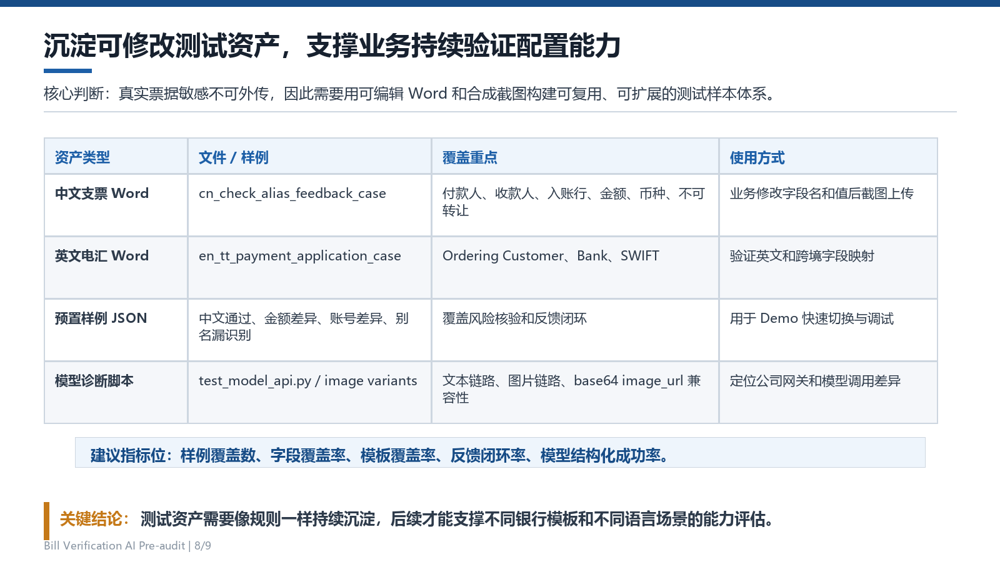 沉淀可修改测试资产，支撑业务持续验证配置能力
核心判断：真实票据敏感不可外传，因此需要用可编辑 Word 和合成截图构建可复用、可扩展的测试样本体系。
资产类型
文件 / 样例
覆盖重点
使用方式
中文支票 Word
cn_check_alias_feedback_case
付款人、收款人、入账行、金额、币种、不可
转让
业务修改字段名和值后截图上传
英文电汇 Word
en_tt_payment_application_case
Ordering Customer、Bank、SWIFT
验证英文和跨境字段映射
预置样例 JSON
中文通过、金额差异、账号差异、别
名漏识别
覆盖风险核验和反馈闭环
用于 Demo 快速切换与调试
模型诊断脚本
test_model_api.py / image variants
文本链路、图片链路、base64 image_url 兼
容性
定位公司网关和模型调用差异
建议指标位：样例覆盖数、字段覆盖率、模板覆盖率、反馈闭环率、模型结构化成功率。
关键结论： 测试资产需要像规则一样持续沉淀，后续才能支撑不同银行模板和不同语言场景的能力评估。
Bill Verification AI Pre-audit | 8/9